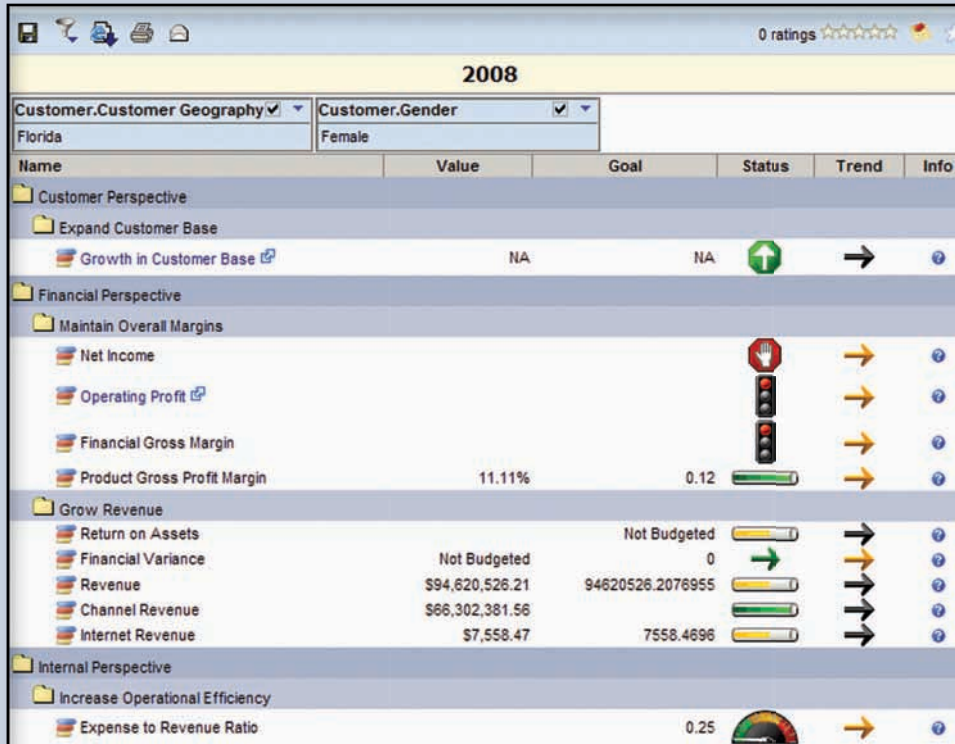 0 ratings
2008
Customer.Customer Geography Customer.Gender
Florida Female
Name Value Goal Status Trend Info
Customer Perspective
Expand Customer Base
Growth in Customer Base NA NA
Financial Perspective
Maintain Overall Margins
Net Income
Operating Profit
Financial Gross Margin
Product Gross Profit Margin 11.11% 0.12
Grow Revenue
Return on Assets Not Budgeted
Financial Variance Not Budgeted 0
Revenue $94,620,526.21 94620526.2076955
Channel Revenue $66,302,381.56
Internet Revenue $7,558.47 7558.4696
Internal Perspective
Increase Operational Efficiency
Expense to Revenue Ratio 0.25